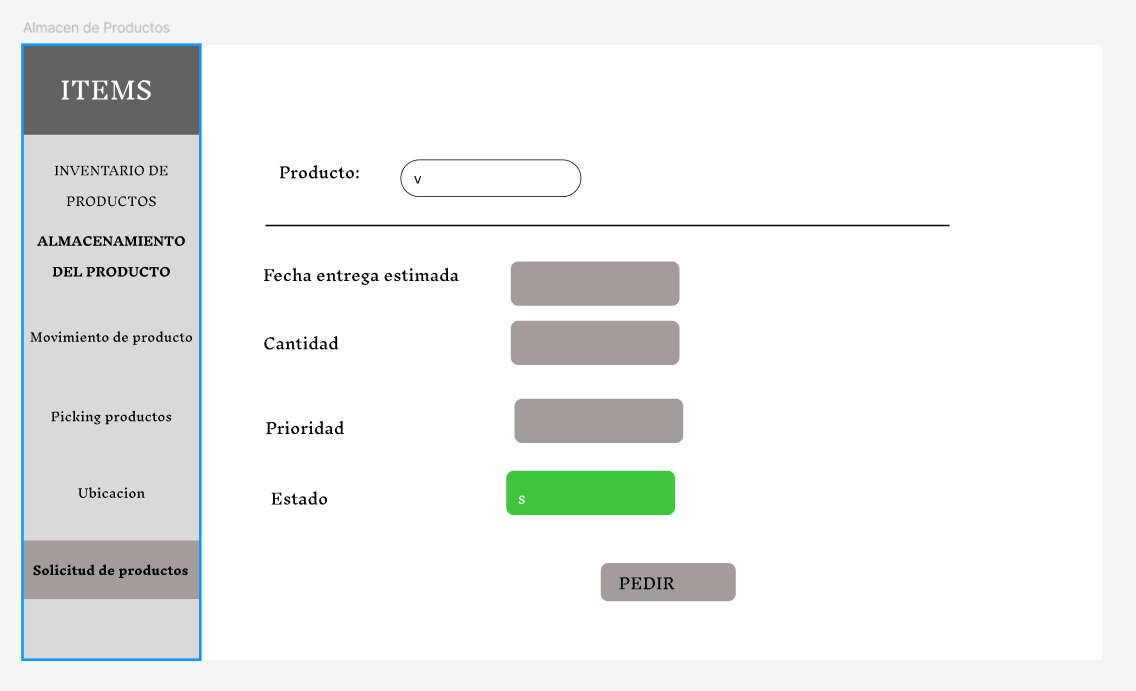 Almacen de Productos
ITEMS
INVENTARIO DE
PRODUCTOS
ALMACENAMIENTO
DEL PRODUCTO
Movimiento de producto
Picking productos
Ubicacion
Solicitud de productos
Producto:
v
Fecha entrega estimada
Cantidad
Prioridad
Estado
s
PEDIR